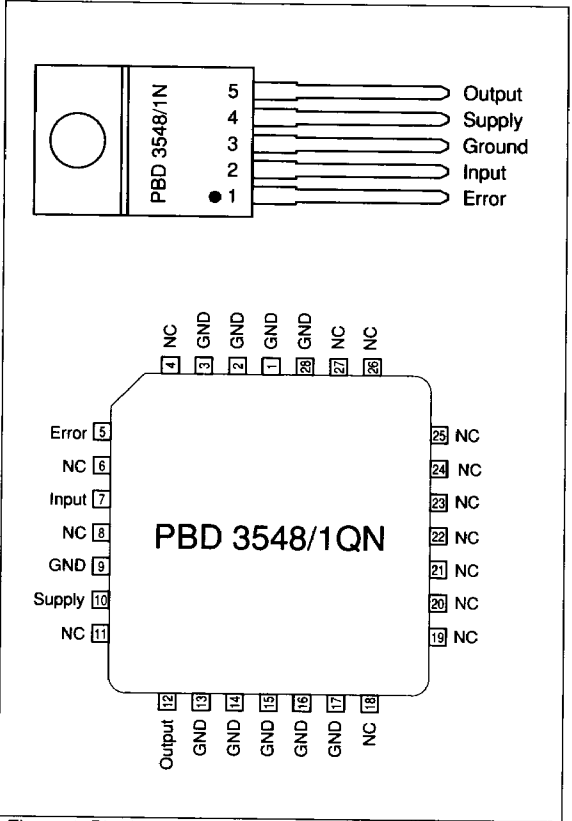 PBD 3548/1N
5 Output
4 Supply
3 Ground
2 Input
1 Error
NC GND GND GND GND NC NC
4 3 2 1 28 27 26
Error 5
NC 6
Input 7
NC 8
GND 9
Supply 10
NC 11
PBD 3548/1QN
25 NC
24 NC
23 NC
22 NC
21 NC
20 NC
19 NC
12 13 14 15 16 17 18
Output GND GND GND GND GND NC